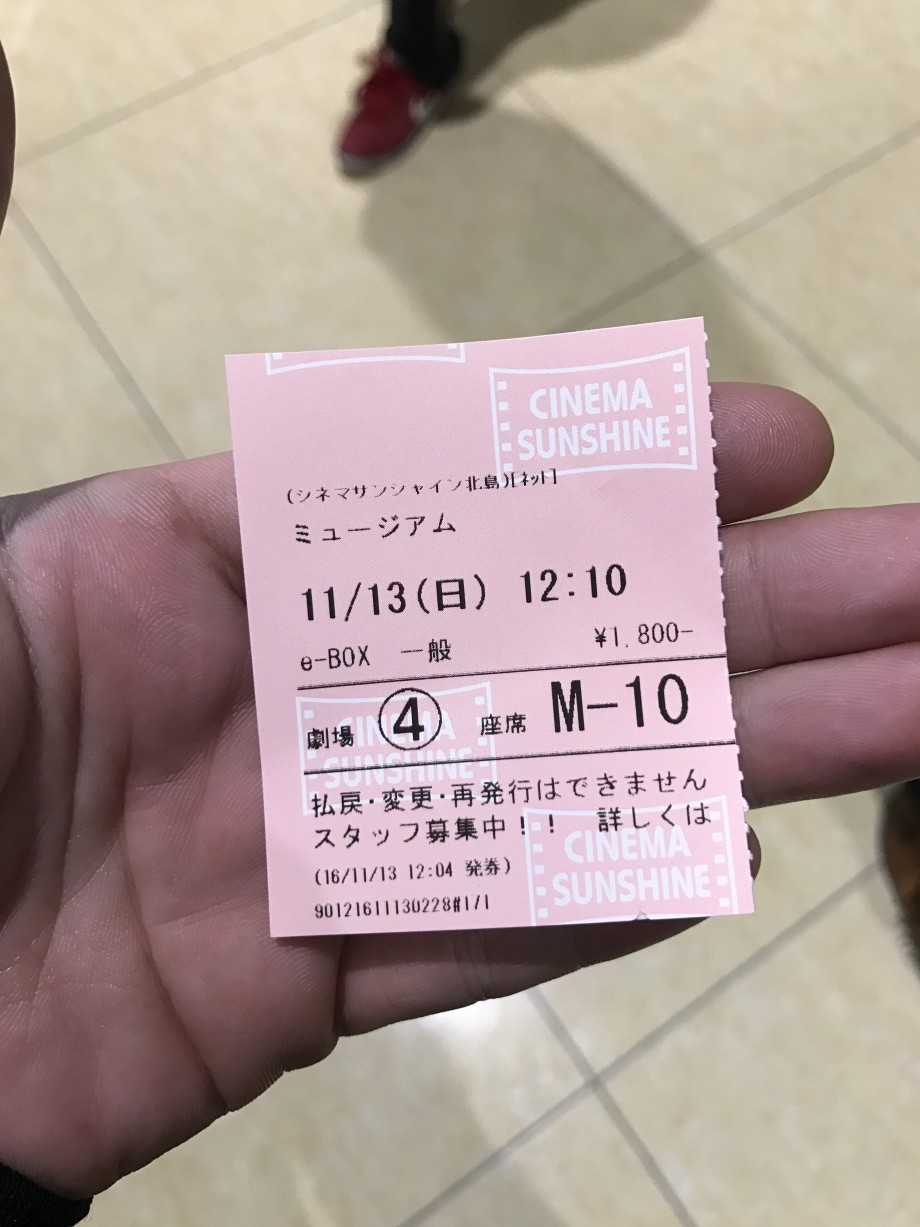 CINEMA
SUNSHINE
(シネマサンシャイン北島)[ネット]
ミュージアム
11/13(日) 12:10
e-BOX 一般 ¥1,800-
劇場 ④ 座席 M-10
CINEMA
SUNSHINE
払戻・変更・再発行はできません
スタッフ募集中!! 詳しくは
CINEMA
SUNSHINE
(16/11/13 12:04 発券)
90121611130228#1/1